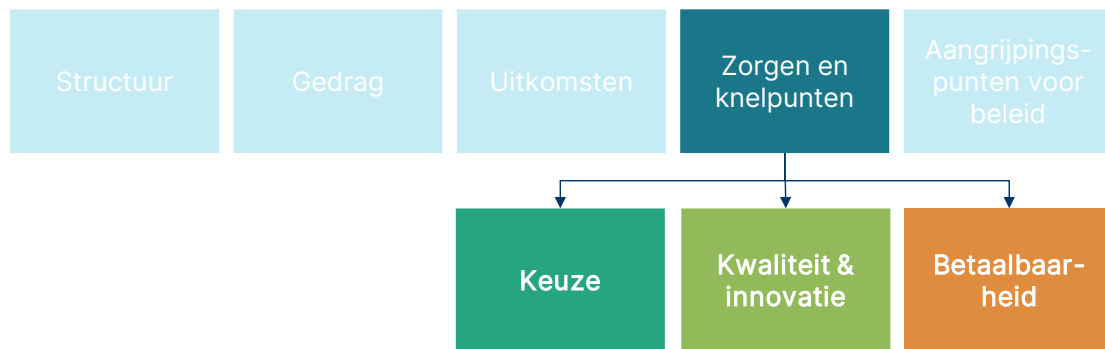 Structuur
Gedrag
Uitkomsten
Zorgen en
knelpunten
Aangrijpings-
punten voor
beleid
Keuze
Kwaliteit &
innovatie
Betaalbaar-
heid